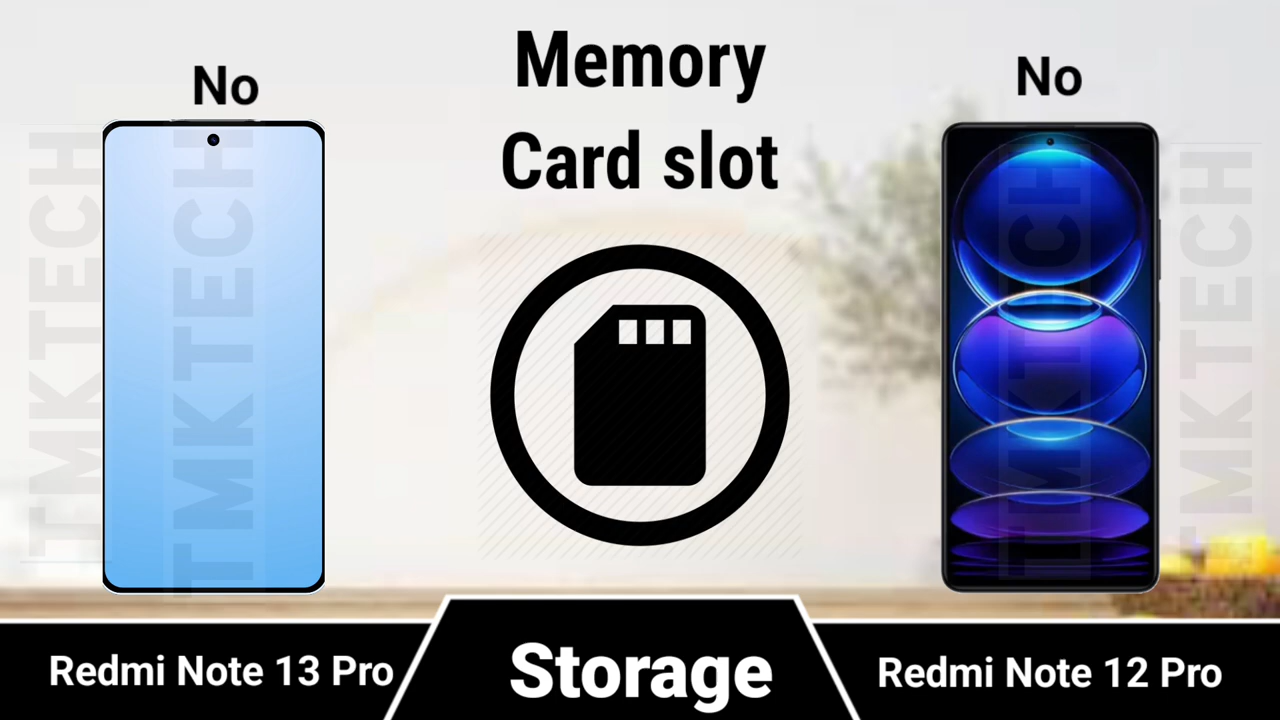 Memory
Card slot
No
No
TMKTECH
TMKTECH
TMKTECH
TMKTECH
Redmi Note 13 Pro
Storage
Redmi Note 12 Pro